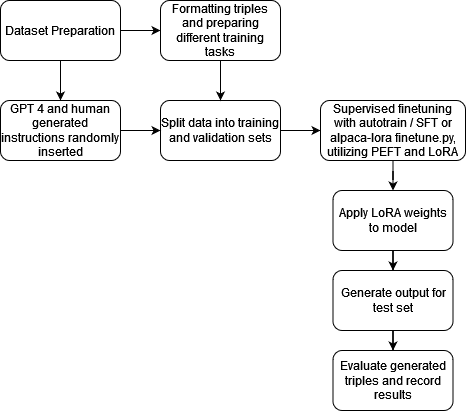 Dataset Preparation
Formatting triples
and preparing
different training
tasks
GPT 4 and human
generated
instructions randomly
inserted
Split data into training
and validation sets
Supervised finetuning
with autotrain / SFT or
alpaca-lora finetune.py,
utilizing PEFT and LoRA
Apply LoRA weights
to model
Generate output for
test set
Evaluate generated
triples and record
results